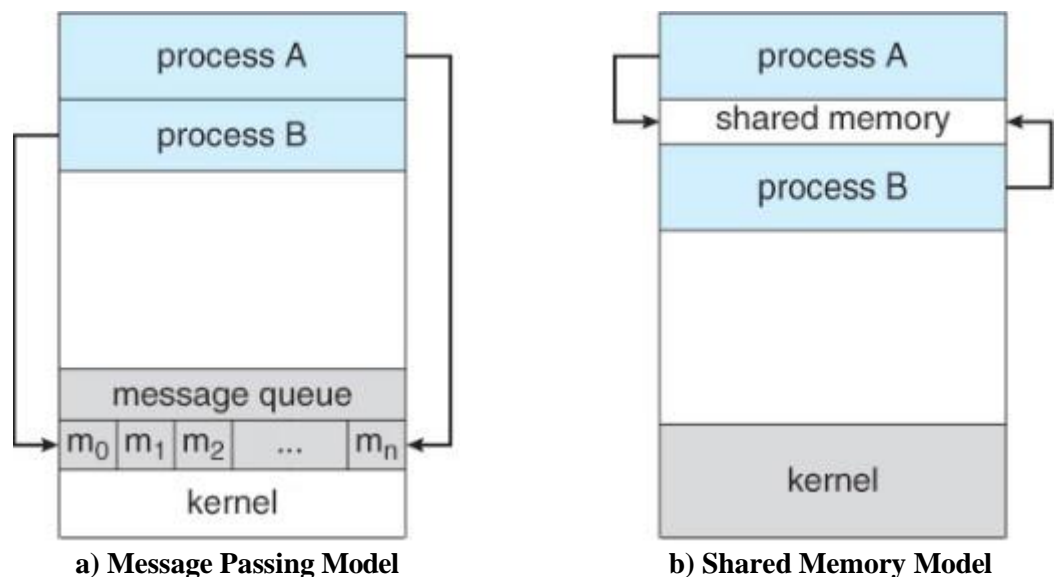 process A
process B
message queue
m₀ m₁ m₂ ... mₙ
kernel
a) Message Passing Model
process A
shared memory
process B
kernel
b) Shared Memory Model